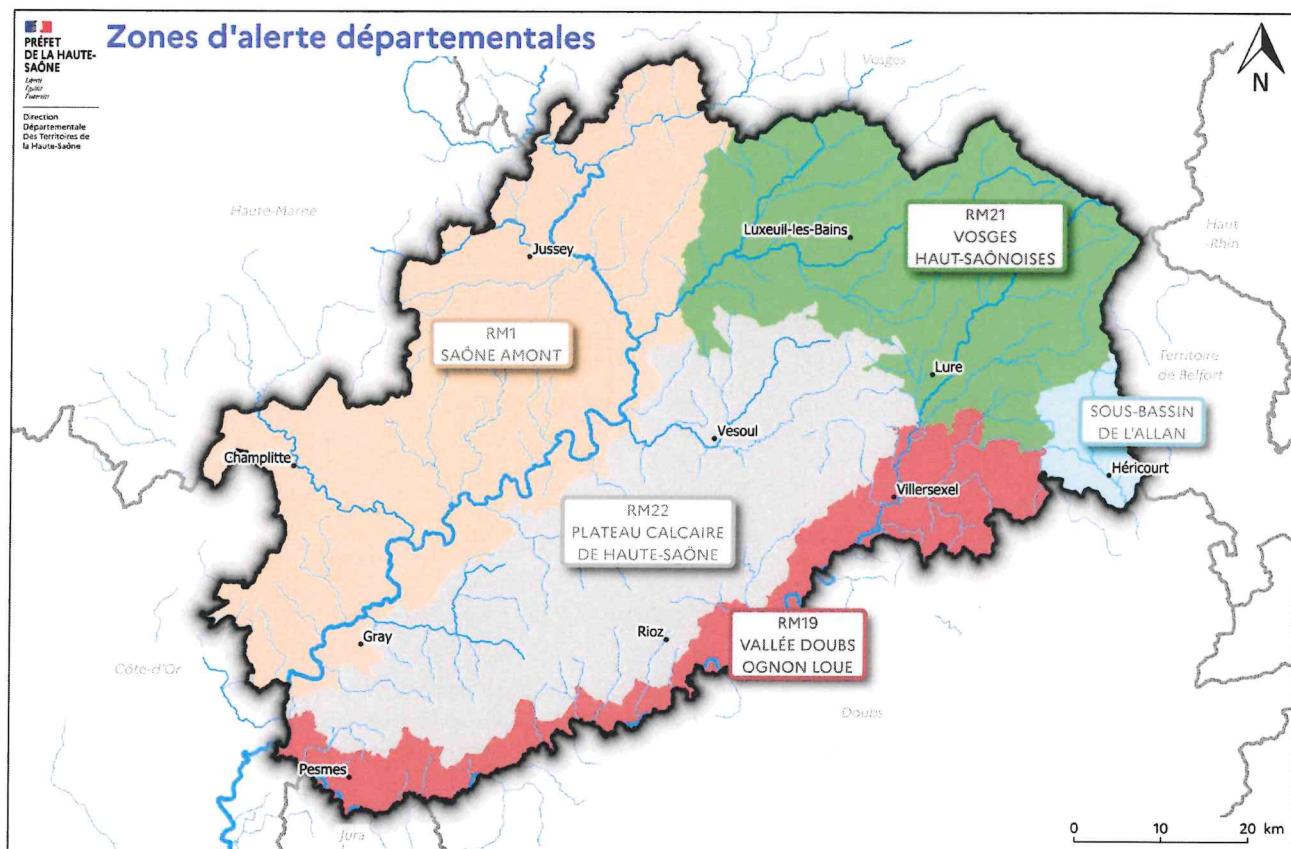 Zones d'alerte départementales
PRÉFET
DE LA HAUTE-
SAÔNE
Liberté
Égalité
Fraternité
Direction
Départementale
Des Territoires de
la Haute-Saône
N
Vosges
Haute-Marne
Haut
-Rhin
Jussey
Luxeuil-les-Bains
RM21
VOSGES
HAUT-SAÔNOISES
RM1
SAÔNE AMONT
Lure
Territoire
de Belfort
SOUS-BASSIN
DE L'ALLAN
Vesoul
Champlitte
Héricourt
Villersexel
RM22
PLATEAU CALCAIRE
DE HAUTE-SAÔNE
Gray
Rioz
RM19
VALLÉE DOUBS
OGNON LOUE
Côte-d'Or
Doubs
Pesmes
Jura
0 10 20 km